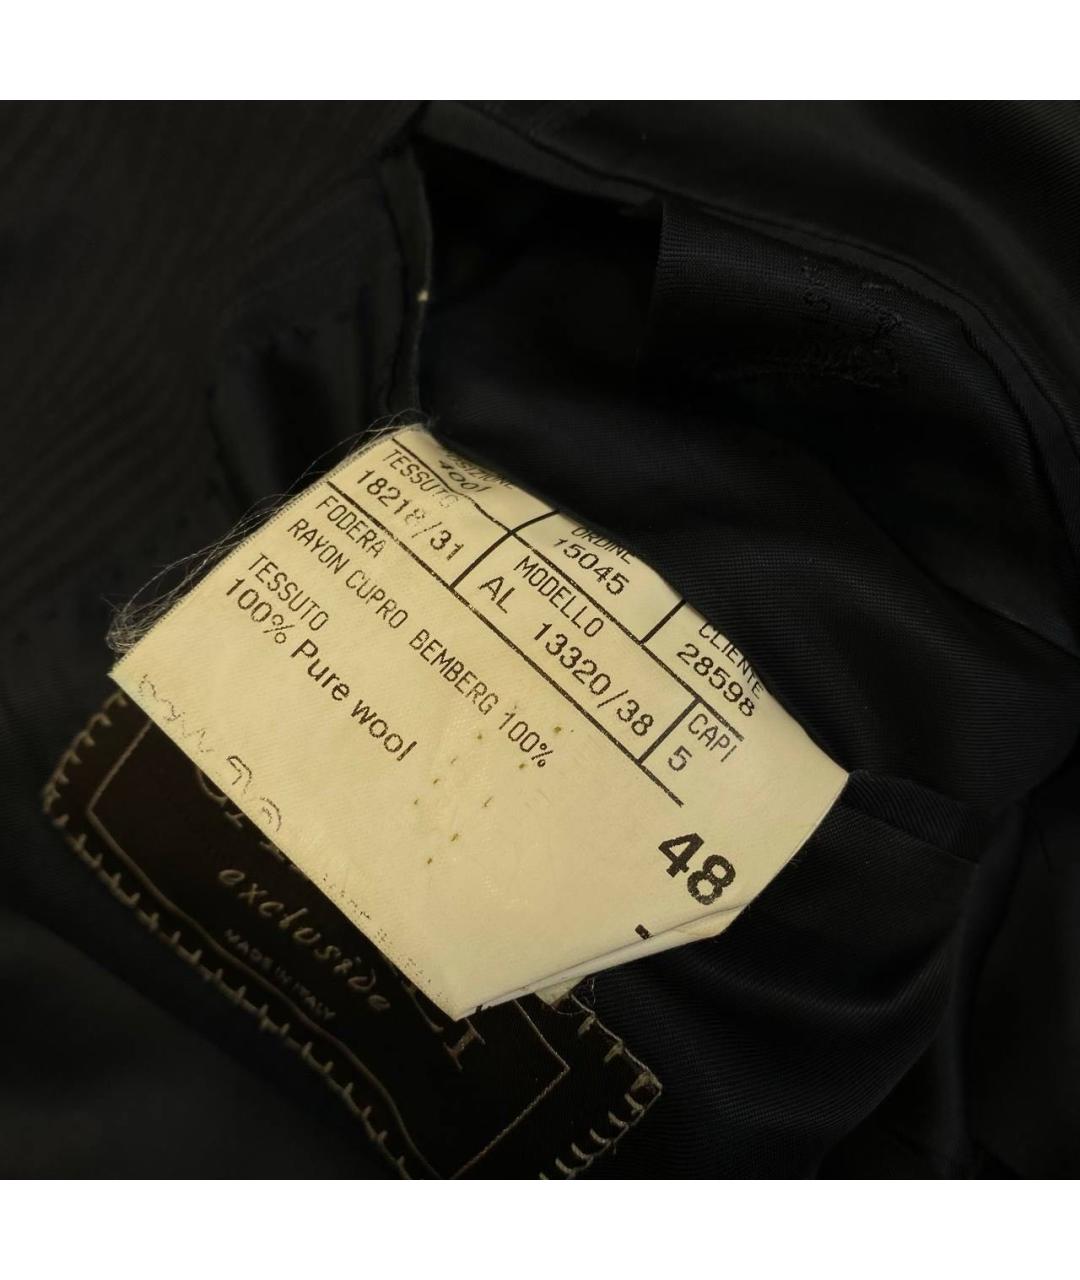 4001
TESSUTO
18218/31
ORDINE
15045
CLIENTE
28598
MODELLO
AL 13320/38
CAPI
5
FODERA
RAYON CUPRO BEMBERG 100%
TESSUTO
100% Pure wool
48
exclusive
MADE IN ITALY